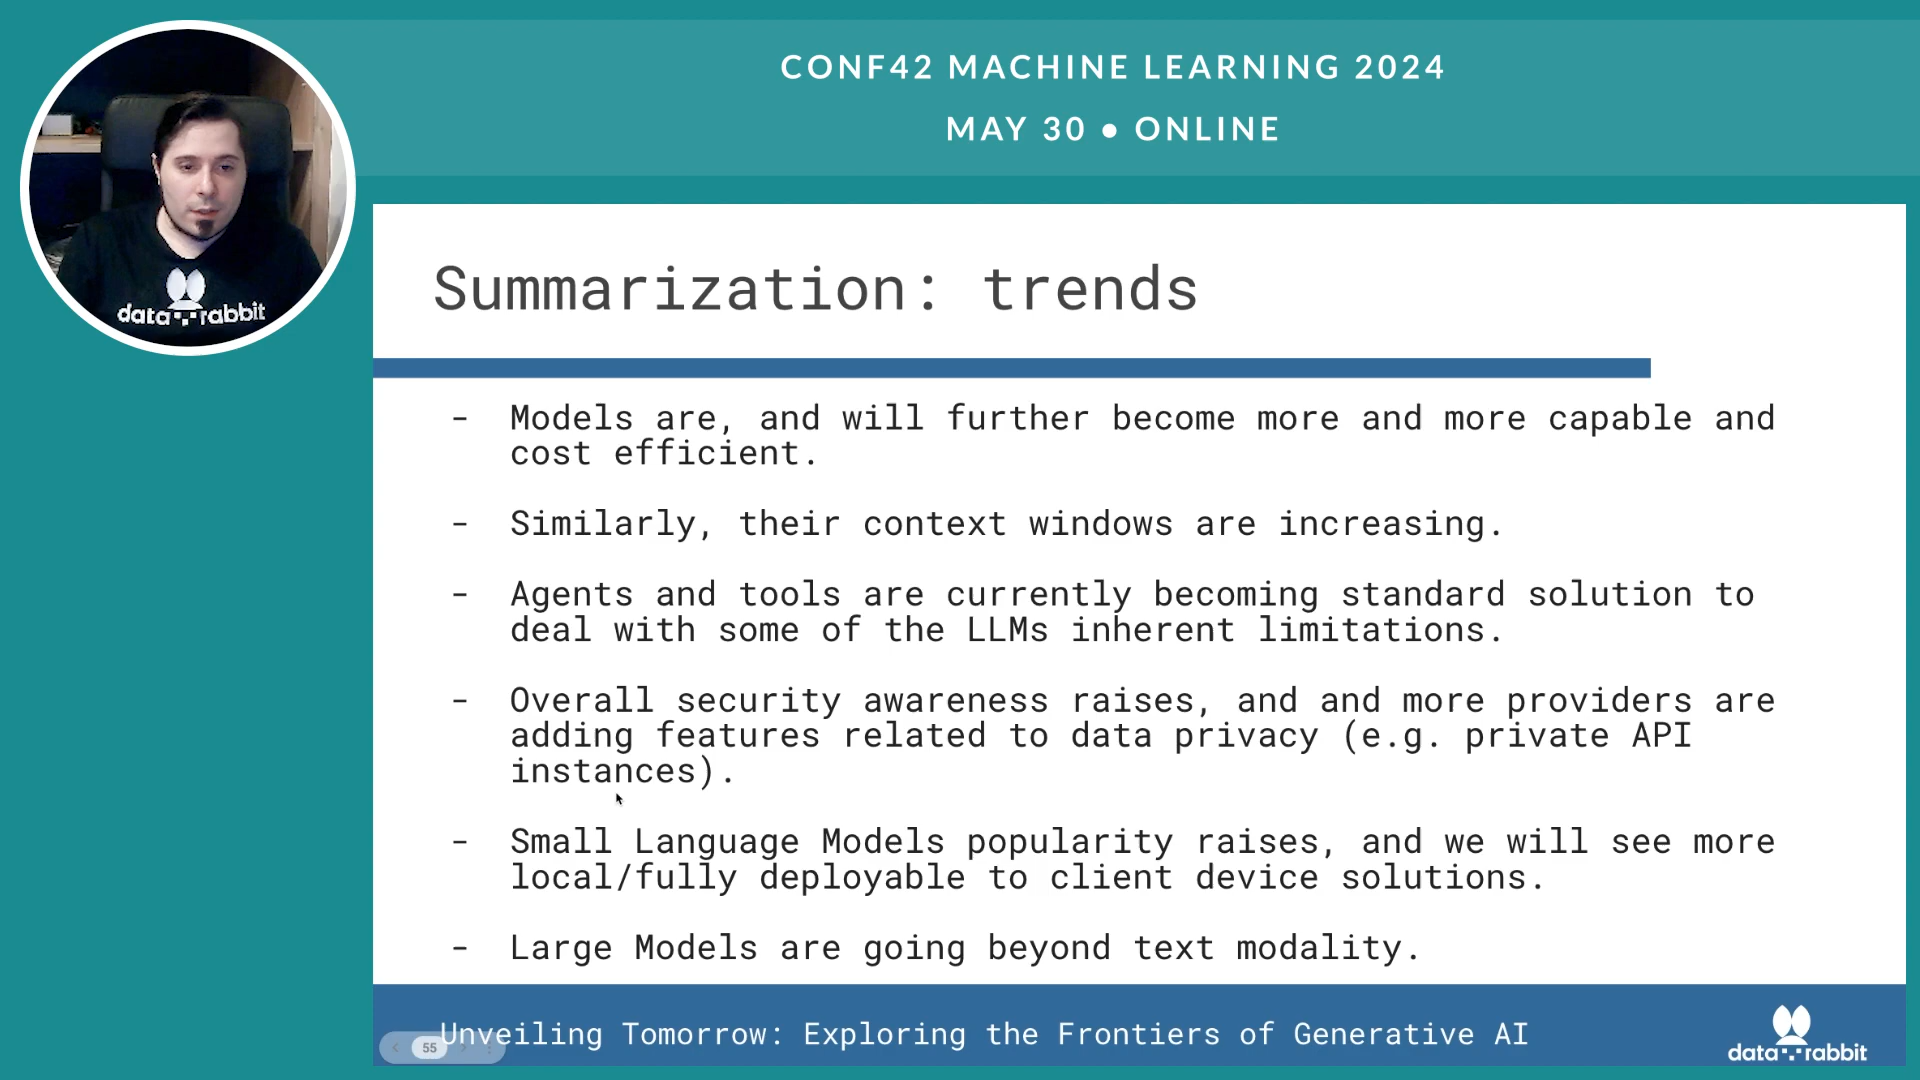 CONF42 MACHINE LEARNING 2024
MAY 30 ● ONLINE
data rabbit
Summarization: trends
- Models are, and will further become more and more capable and
cost efficient.
- Similarly, their context windows are increasing.
- Agents and tools are currently becoming standard solution to
deal with some of the LLMs inherent limitations.
- Overall security awareness raises, and and more providers are
adding features related to data privacy (e.g. private API
instances).
- Small Language Models popularity raises, and we will see more
local/fully deployable to client device solutions.
- Large Models are going beyond text modality.
Unveiling Tomorrow: Exploring the Frontiers of Generative AI
55
data rabbit